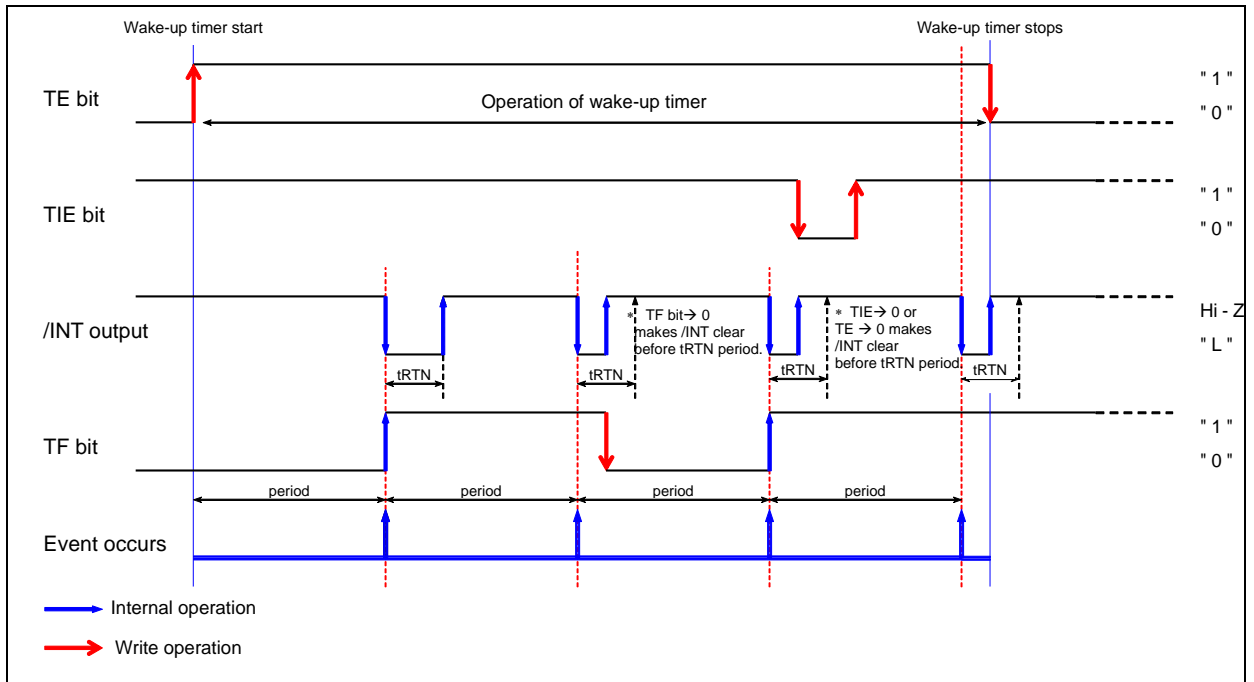 Wake-up timer start
Wake-up timer stops
TE bit
Operation of wake-up timer
" 1 "
" 0 "
TIE bit
" 1 "
" 0 "
/INT output
* TF bit→ 0
makes /INT clear
before tRTN period.
* TIE→ 0 or
TE → 0 makes
/INT clear
before tRTN period
Hi - Z
" L "
tRTN
tRTN
tRTN
tRTN
TF bit
" 1 "
" 0 "
period
period
period
period
Event occurs
Internal operation
Write operation